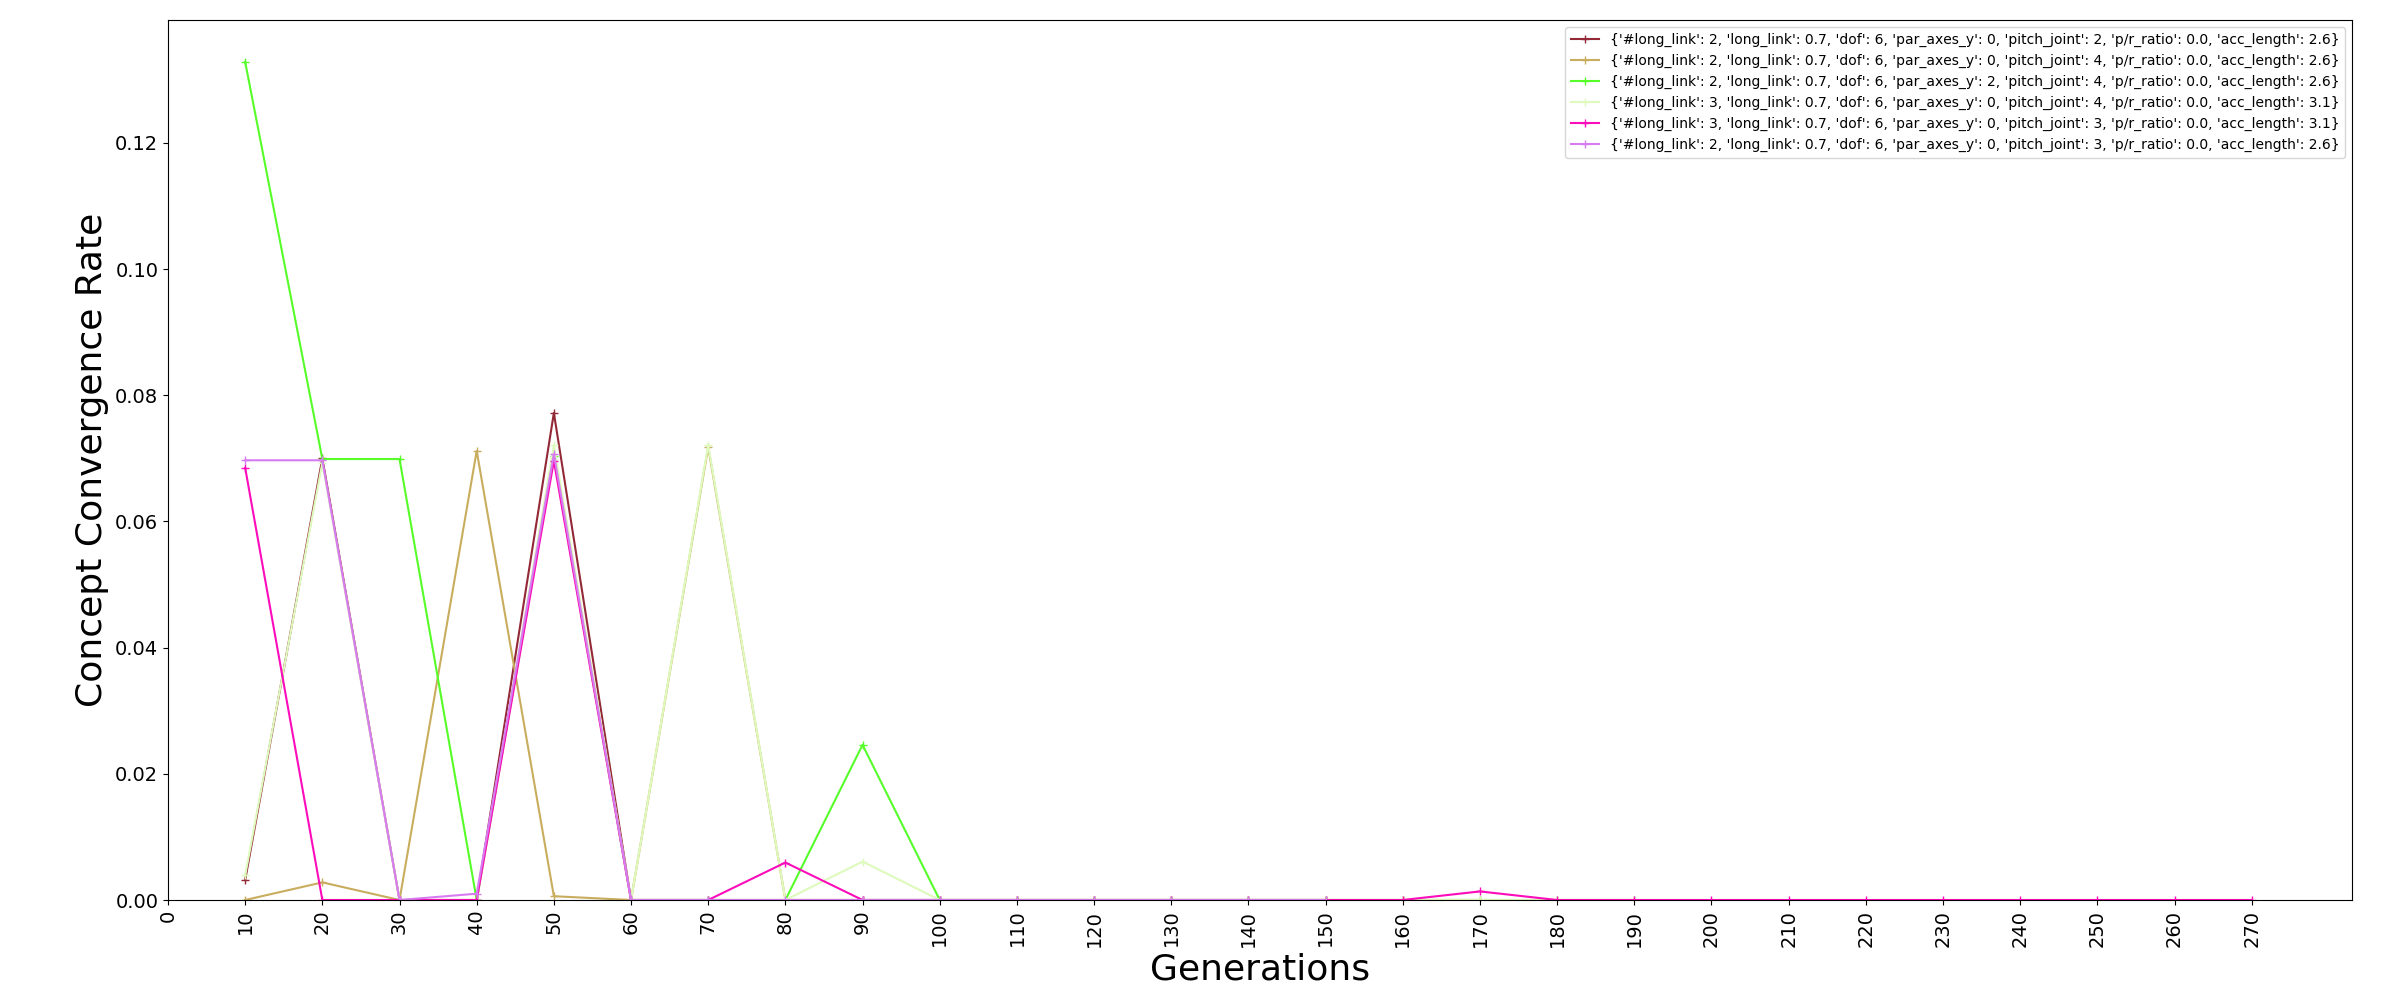 {'#long_link': 2, 'long_link': 0.7, 'dof': 6, 'par_axes_y': 0, 'pitch_joint': 2, 'p/r_ratio': 0.0, 'acc_length': 2.6}
{'#long_link': 2, 'long_link': 0.7, 'dof': 6, 'par_axes_y': 0, 'pitch_joint': 4, 'p/r_ratio': 0.0, 'acc_length': 2.6}
{'#long_link': 2, 'long_link': 0.7, 'dof': 6, 'par_axes_y': 2, 'pitch_joint': 4, 'p/r_ratio': 0.0, 'acc_length': 2.6}
{'#long_link': 3, 'long_link': 0.7, 'dof': 6, 'par_axes_y': 0, 'pitch_joint': 4, 'p/r_ratio': 0.0, 'acc_length': 3.1}
{'#long_link': 3, 'long_link': 0.7, 'dof': 6, 'par_axes_y': 0, 'pitch_joint': 3, 'p/r_ratio': 0.0, 'acc_length': 3.1}
{'#long_link': 2, 'long_link': 0.7, 'dof': 6, 'par_axes_y': 0, 'pitch_joint': 3, 'p/r_ratio': 0.0, 'acc_length': 2.6}
Concept Convergence Rate
0.12
0.10
0.08
0.06
0.04
0.02
0.00
0 10 20 30 40 50 60 70 80 90 100 110 120 130 140 150 160 170 180 190 200 210 220 230 240 250 260 270
Generations